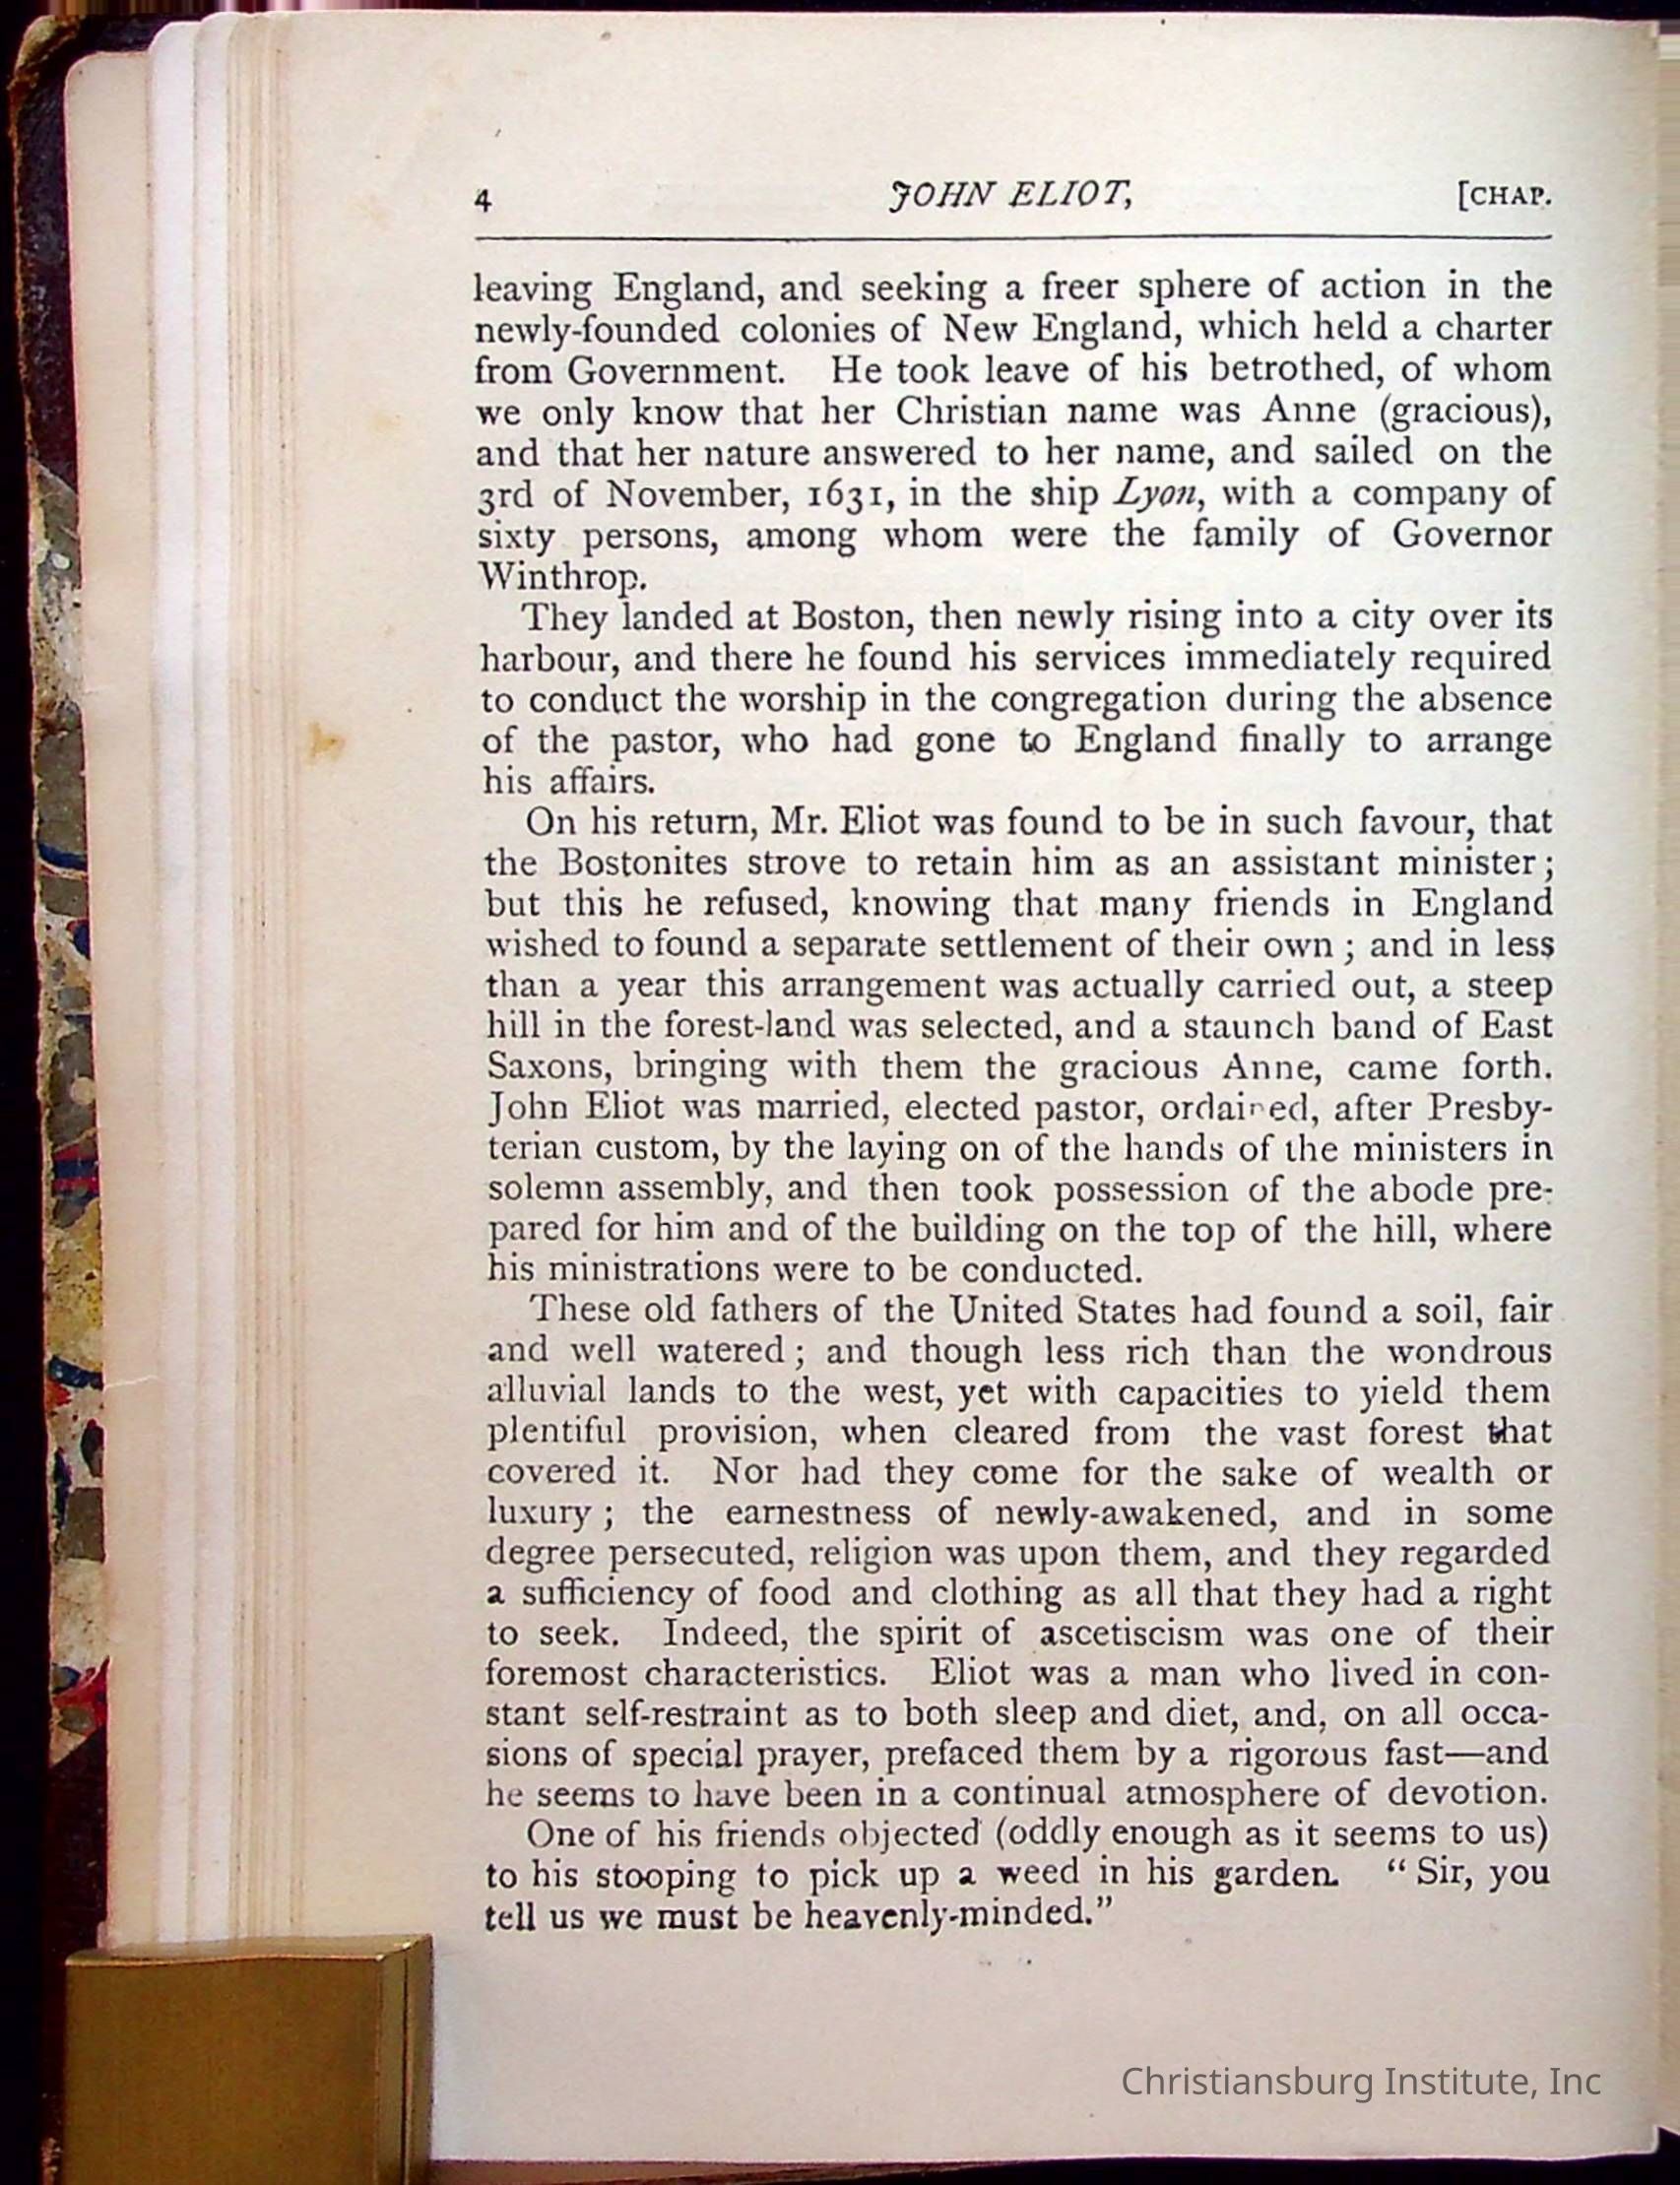 4 JOHN ELIOT, [CHAP.
leaving England, and seeking a freer sphere of action in the
newly-founded colonies of New England, which held a charter
from Government. He took leave of his betrothed, of whom
we only know that her Christian name was Anne (gracious),
and that her nature answered to her name, and sailed on the
3rd of November, 1631, in the ship Lyon, with a company of
sixty persons, among whom were the family of Governor
Winthrop.
They landed at Boston, then newly rising into a city over its
harbour, and there he found his services immediately required
to conduct the worship in the congregation during the absence
of the pastor, who had gone to England finally to arrange
his affairs.
On his return, Mr. Eliot was found to be in such favour, that
the Bostonites strove to retain him as an assistant minister;
but this he refused, knowing that many friends in England
wished to found a separate settlement of their own; and in less
than a year this arrangement was actually carried out, a steep
hill in the forest-land was selected, and a staunch band of East
Saxons, bringing with them the gracious Anne, came forth.
John Eliot was married, elected pastor, ordained, after Presby-
terian custom, by the laying on of the hands of the ministers in
solemn assembly, and then took possession of the abode pre-
pared for him and of the building on the top of the hill, where
his ministrations were to be conducted.
These old fathers of the United States had found a soil, fair
and well watered; and though less rich than the wondrous
alluvial lands to the west, yet with capacities to yield them
plentiful provision, when cleared from the vast forest that
covered it. Nor had they come for the sake of wealth or
luxury; the earnestness of newly-awakened, and in some
degree persecuted, religion was upon them, and they regarded
a sufficiency of food and clothing as all that they had a right
to seek. Indeed, the spirit of ascetiscism was one of their
foremost characteristics. Eliot was a man who lived in con-
stant self-restraint as to both sleep and diet, and, on all occa-
sions of special prayer, prefaced them by a rigorous fast—and
he seems to have been in a continual atmosphere of devotion.
One of his friends objected (oddly enough as it seems to us)
to his stooping to pick up a weed in his garden. "Sir, you
tell us we must be heavenly-minded."
Christiansburg Institute, Inc